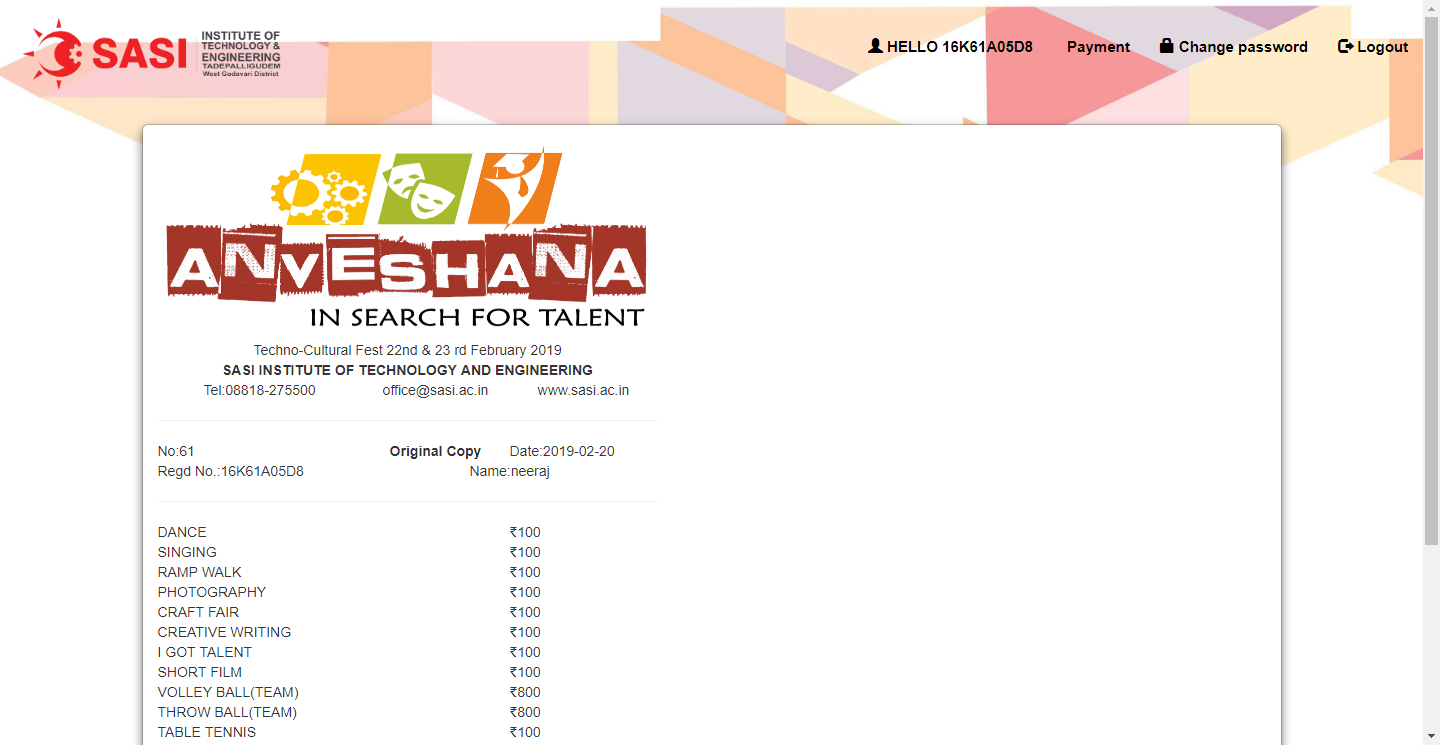 SASI INSTITUTE OF
TECHNOLOGY &
ENGINEERING
TADEPALLIGUDEM
West Godavari District
HELLO 16K61A05D8 Payment Change password Logout
ANVESHANA
IN SEARCH FOR TALENT
Techno-Cultural Fest 22nd & 23 rd February 2019
SASI INSTITUTE OF TECHNOLOGY AND ENGINEERING
Tel:08818-275500 office@sasi.ac.in www.sasi.ac.in
No:61 Original Copy Date:2019-02-20
Regd No.:16K61A05D8 Name:neeraj
DANCE ₹100
SINGING ₹100
RAMP WALK ₹100
PHOTOGRAPHY ₹100
CRAFT FAIR ₹100
CREATIVE WRITING ₹100
I GOT TALENT ₹100
SHORT FILM ₹100
VOLLEY BALL(TEAM) ₹800
THROW BALL(TEAM) ₹800
TABLE TENNIS ₹100